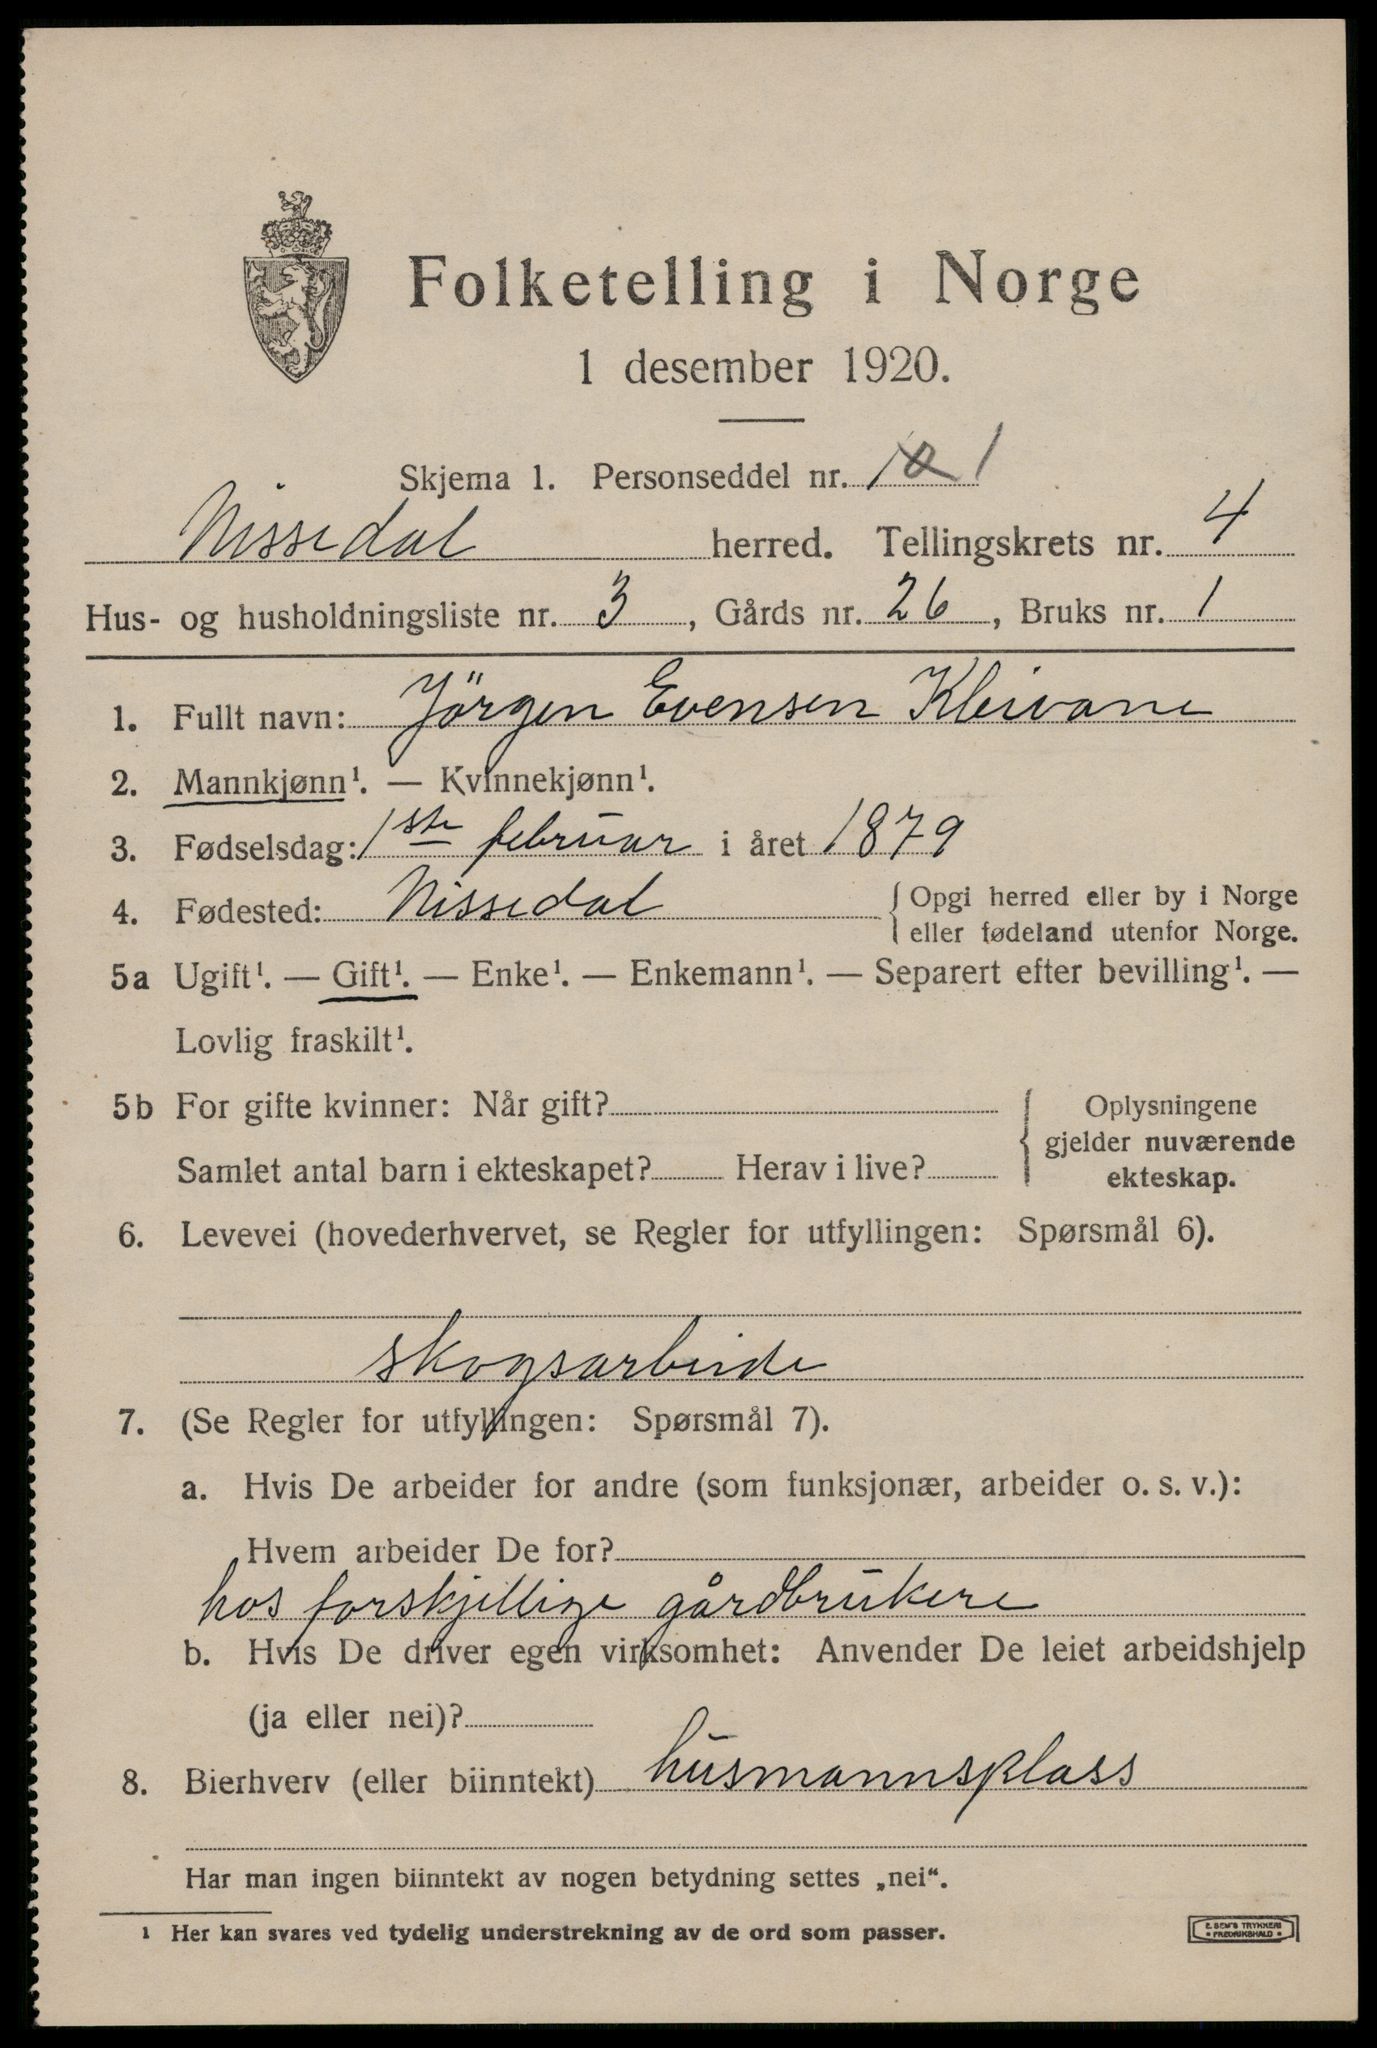 Folketelling i Norge
1 desember 1920.
Skjema 1. Personseddel nr. 1 1
Nissedal herred. Tellingskrets nr. 4
Hus- og husholdningsliste nr. 3, Gårds nr. 26, Bruks nr. 1
1. Fullt navn: Jörgen Evensen Kleivane
2. Mannkjønn¹. — Kvinnekjønn¹.
3. Fødselsdag: 1ste februar i året 1879
4. Fødested: Nissedal { Opgi herred eller by i Norge
eller fødeland utenfor Norge.
5a Ugift¹. — Gift¹. — Enke¹. — Enkemann¹. — Separert efter bevilling¹. —
Lovlig fraskilt¹.
5b For gifte kvinner: Når gift? { Oplysningene
gjelder nuværende
Samlet antal barn i ekteskapet? Herav i live? ekteskap.
6. Levevei (hovederhvervet, se Regler for utfyllingen: Spørsmål 6).
skogsarbeide
7. (Se Regler for utfyllingen: Spørsmål 7).
a. Hvis De arbeider for andre (som funksjonær, arbeider o. s. v.):
Hvem arbeider De for?
hos forskjellige gårdbrukere
b. Hvis De driver egen virksomhet: Anvender De leiet arbeidshjelp
(ja eller nei)?
8. Bierhverv (eller biinntekt) husmannsplass
Har man ingen biinntekt av nogen betydning settes „nei“.
¹ Her kan svares ved tydelig understrekning av de ord som passer.
E. SEM'S TRYKKERI
• FREDRIKSHALD •